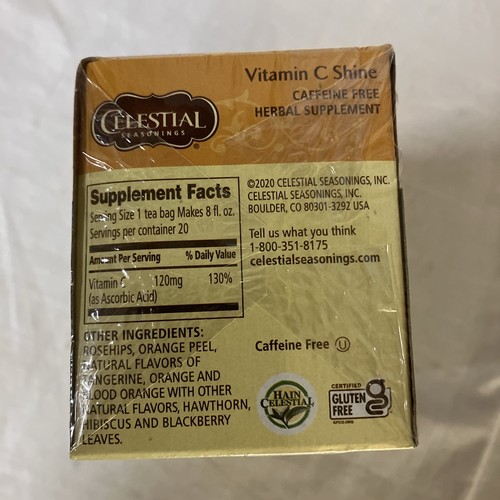 Vitamin C Shine
CAFFEINE FREE
HERBAL SUPPLEMENT
CELESTIAL
SEASONINGS
Supplement Facts
Serving Size 1 tea bag Makes 8 fl. oz.
Servings per container 20
Amount Per Serving % Daily Value
Vitamin C 120mg 130%
(as Ascorbic Acid)
OTHER INGREDIENTS:
ROSEHIPS, ORANGE PEEL,
NATURAL FLAVORS OF
TANGERINE, ORANGE AND
BLOOD ORANGE WITH OTHER
NATURAL FLAVORS, HAWTHORN,
HIBISCUS AND BLACKBERRY
LEAVES.
©2020 CELESTIAL SEASONINGS, INC.
CELESTIAL SEASONINGS, INC.
BOULDER, CO 80301-3292 USA
Tell us what you think
1-800-351-8175
celestialseasonings.com
Caffeine Free U
HAIN
CELESTIAL
CERTIFIED
GLUTEN
FREE